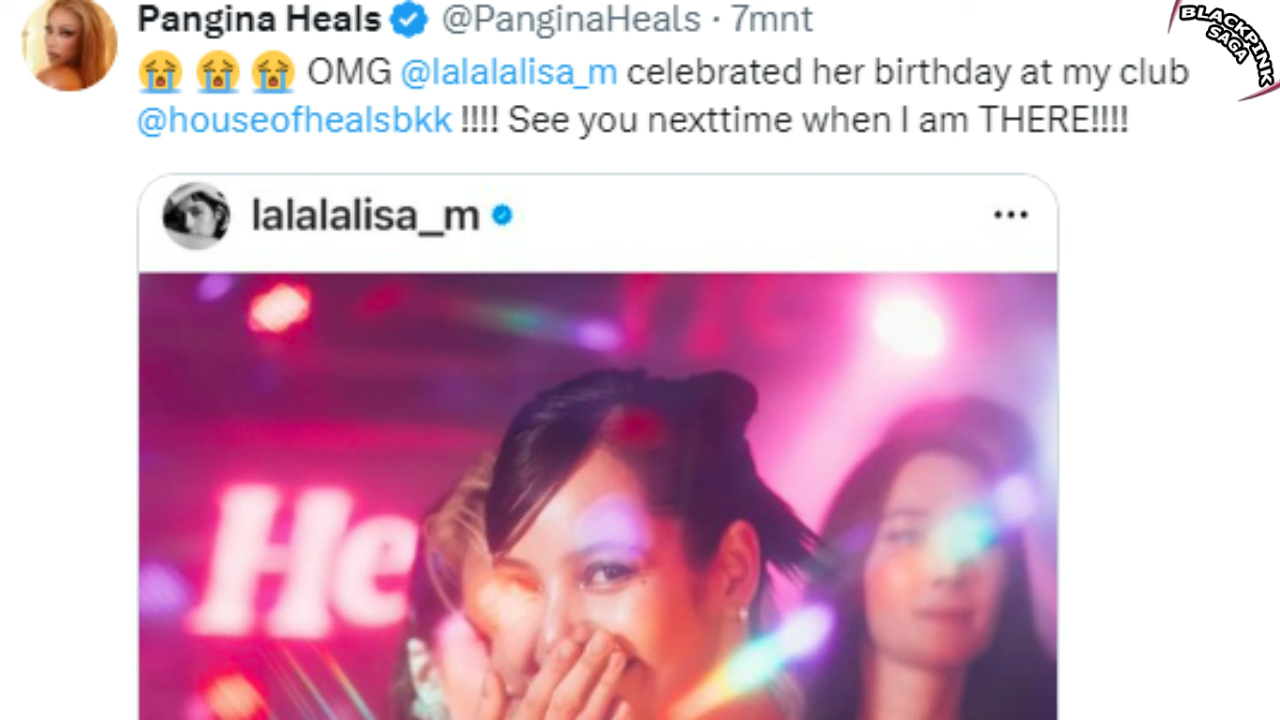 Pangina Heals @PanginaHeals · 7mnt
😭 😭 😭 OMG @lalalalisa_m celebrated her birthday at my club
@houseofhealsbkk !!!! See you nexttime when I am THERE!!!!
BLACKPINK
SAGA
lalalalisa_m
He